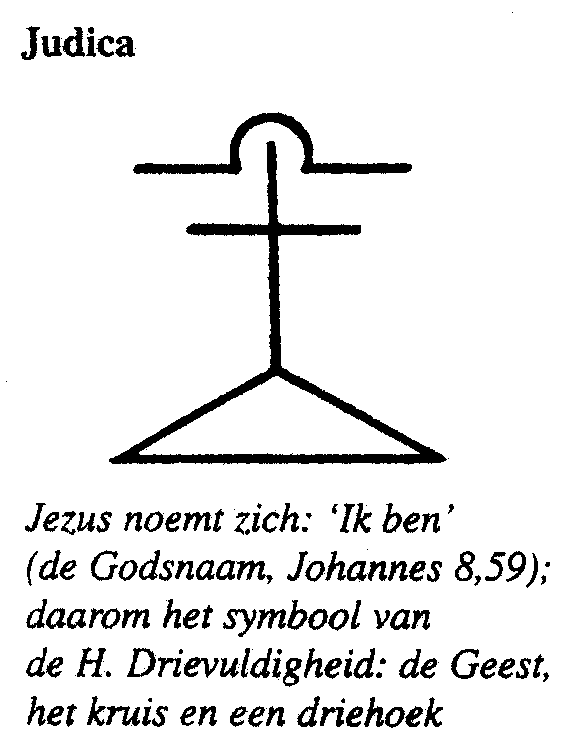 Judica
Jezus noemt zich: ‘Ik ben’
(de Godsnaam, Johannes 8,59);
daarom het symbool van
de H. Drievuldigheid: de Geest,
het kruis en een driehoek